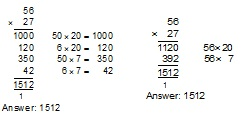 56
× 27
1000 50 × 20 = 1000
120 6 × 20 = 120
350 50 × 7 = 350
42 6 × 7 = 42
1512
1
Answer: 1512
56
× 27
1120 56 × 20
392 56 × 7
1512
1
Answer: 1512